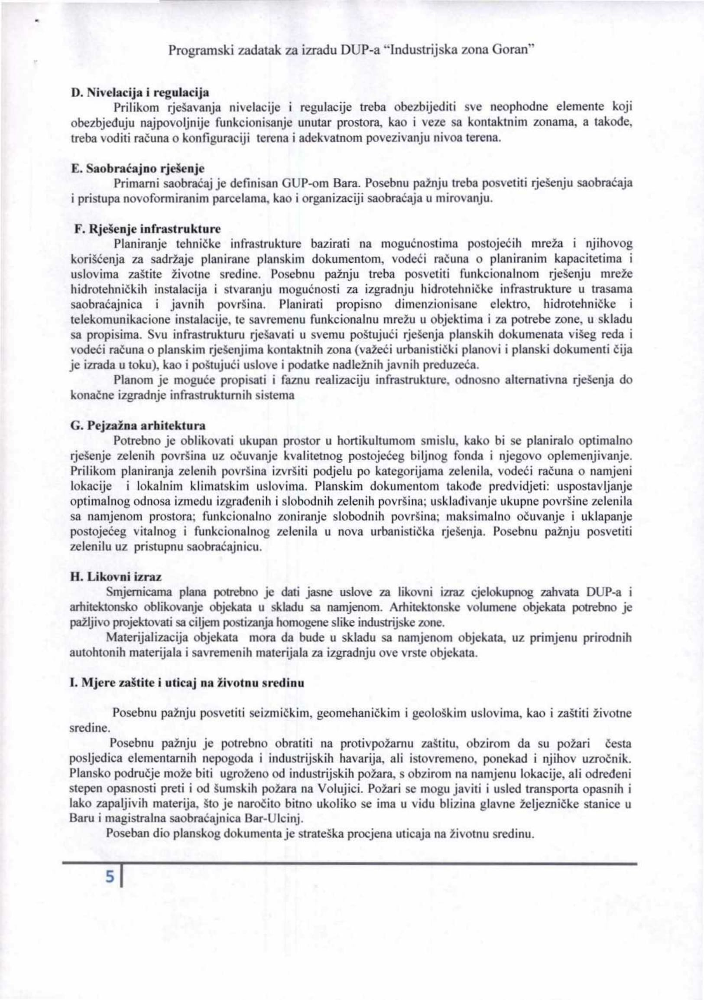 Programski zadatak za izradu DUP-a “Industrijska zona Goran”
D. Nivelacija i regulacija
Prilikom rješavanja nivelacije i regulacije treba obezbijediti sve neophodne elemente koji
obezbjeđuju najpovoljnije funkcionisanje unutar prostora, kao i veze sa kontaktnim zonama, a takođe,
treba voditi računa o konfiguraciji terena i adekvatnom povezivanju nivoa terena.
E. Saobraćajno rješenje
Primarni saobraćaj je definisan GUP-om Bara. Posebnu pažnju treba posvetiti rješenju saobraćaja
i pristupa novoformiranim parcelama, kao i organizaciji saobraćaja u mirovanju.
F. Rješenje infrastrukture
Planiranje tehničke infrastrukture bazirati na mogućnostima postojećih mreža i njihovog
korišćenja za sadržaje planirane planskim dokumentom, vodeći računa o planiranim kapacitetima i
uslovima zaštite životne sredine. Posebnu pažnju treba posvetiti funkcionalnom rješenju mreže
hidrotehničkih instalacija i stvaranju mogućnosti za izgradnju hidrotehničke infrastrukture u trasama
saobraćajnica i javnih površina. Planirati propisno dimenzionisane elektro, hidrotehničke i
telekomunikacione instalacije, te savremenu funkcionalnu mrežu u objektima i za potrebe zone, u skladu
sa propisima. Svu infrastrukturu rješavati u svemu poštujući rješenja planskih dokumenata višeg reda i
vodeći računa o planskim rješenjima kontaktnih zona (važeći urbanistički planovi i planski dokumenti čija
je izrada u toku), kao i poštujući uslove i podatke nadležnih javnih preduzeća.
Planom je moguće propisati i faznu realizaciju infrastrukture, odnosno alternativna rješenja do
konačne izgradnje infrastrukturnih sistema
G. Pejzažna arhitektura
Potrebno je oblikovati ukupan prostor u hortikultumom smislu, kako bi se planiralo optimalno
rješenje zelenih površina uz očuvanje kvalitetnog postojećeg biljnog fonda i njegovo oplemenjivanje.
Prilikom planiranja zelenih površina izvršiti podjelu po kategorijama zelenila, vodeći računa o namjeni
lokacije i lokalnim klimatskim uslovima. Planskim dokumentom takođe predvidjeti: uspostavljanje
optimalnog odnosa izmedu izgrađenih i slobodnih zelenih površina; usklađivanje ukupne površine zelenila
sa namjenom prostora; funkcionalno zoniranje slobodnih površina; maksimalno očuvanje i uklapanje
postojećeg vitalnog i funkcionalnog zelenila u nova urbanistička rješenja. Posebnu pažnju posvetiti
zelenilu uz pristupnu saobraćajnicu.
H. Likovni izraz
Smjernicama plana potrebno je dati jasne uslove za likovni izraz cjelokupnog zahvata DUP-a i
arhitektonsko oblikovanje objekata u skladu sa namjenom. Arhitektonske volumene objekata potrebno je
pažljivo projektovati sa ciljem postizanja homogene slike industrijske zone.
Materijalizacija objekata mora da bude u skladu sa namjenom objekata, uz primjenu prirodnih
autohtonih materijala i savremenih materijala za izgradnju ove vrste objekata.
I. Mjere zaštite i uticaj na životnu sredinu
Posebnu pažnju posvetiti seizmičkim, geomehaničkim i geološkim uslovima, kao i zaštiti životne
sredine.
Posebnu pažnju je potrebno obratiti na protivpožarnu zaštitu, obzirom da su požari česta
posljedica elementarnih nepogoda i industrijskih havarija, ali istovremeno, ponekad i njihov uzročnik.
Plansko područje može biti ugroženo od industrijskih požara, s obzirom na namjenu lokacije, ali određeni
stepen opasnosti preti i od šumskih požara na Volujici. Požari se mogu javiti i usled transporta opasnih i
lako zapaljivih materija, što je naročito bitno ukoliko se ima u vidu blizina glavne željezničke stanice u
Baru i magistralna saobraćajnica Bar-Ulcinj.
Poseban dio planskog dokumenta je strateška procjena uticaja na životnu sredinu.
5